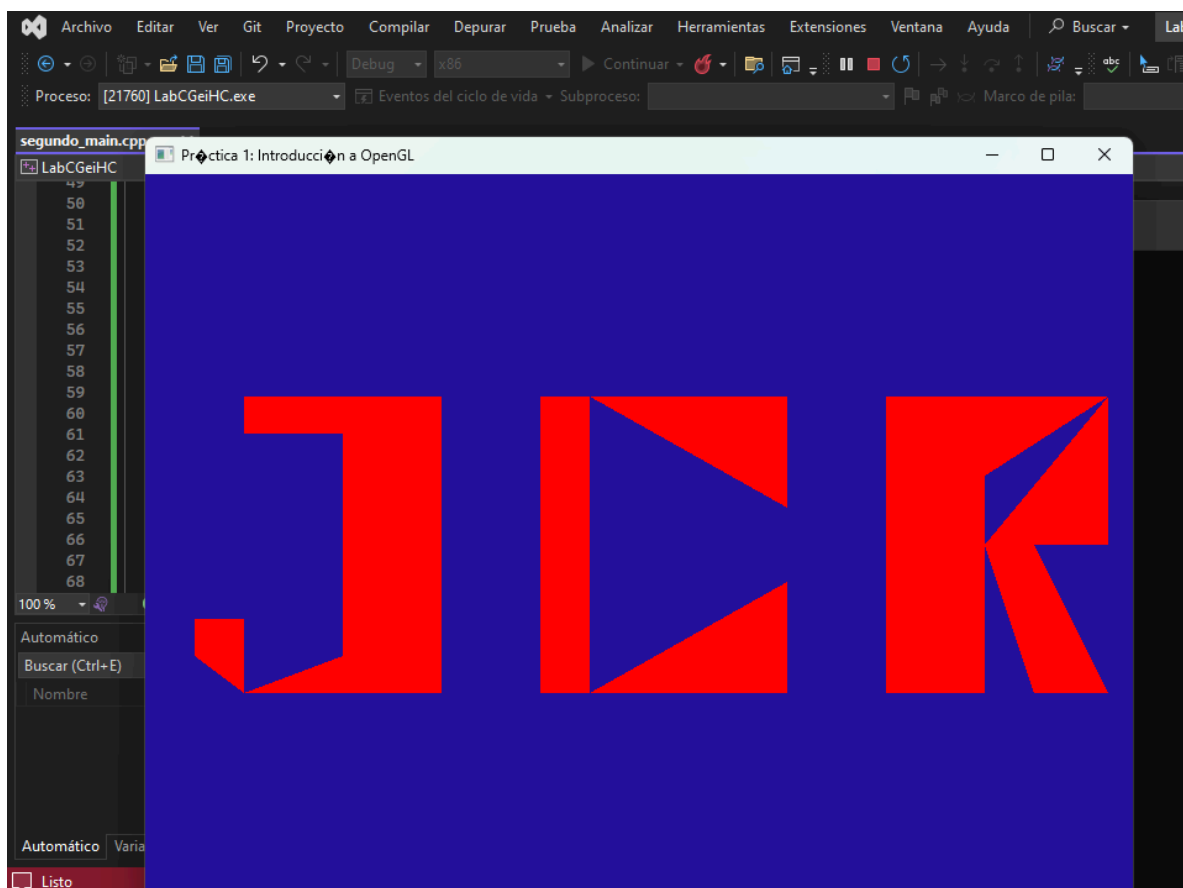 Archivo Editar Ver Git Proyecto Compilar Depurar Prueba Analizar Herramientas Extensiones Ventana Ayuda Buscar Lab
Debug x86 Continuar
Proceso: [21760] LabCGeiHC.exe Eventos del ciclo de vida Subproceso: Marco de pila:
segundo_main.cpp
Pr�ctica 1: Introducci�n a OpenGL
LabCGeiHC
49
50
51
52
53
54
55
56
57
58
59
60
61
62
63
64
65
66
67
68
JCR
100 %
Automático
Buscar (Ctrl+E)
Nombre
Automático Varia
Listo